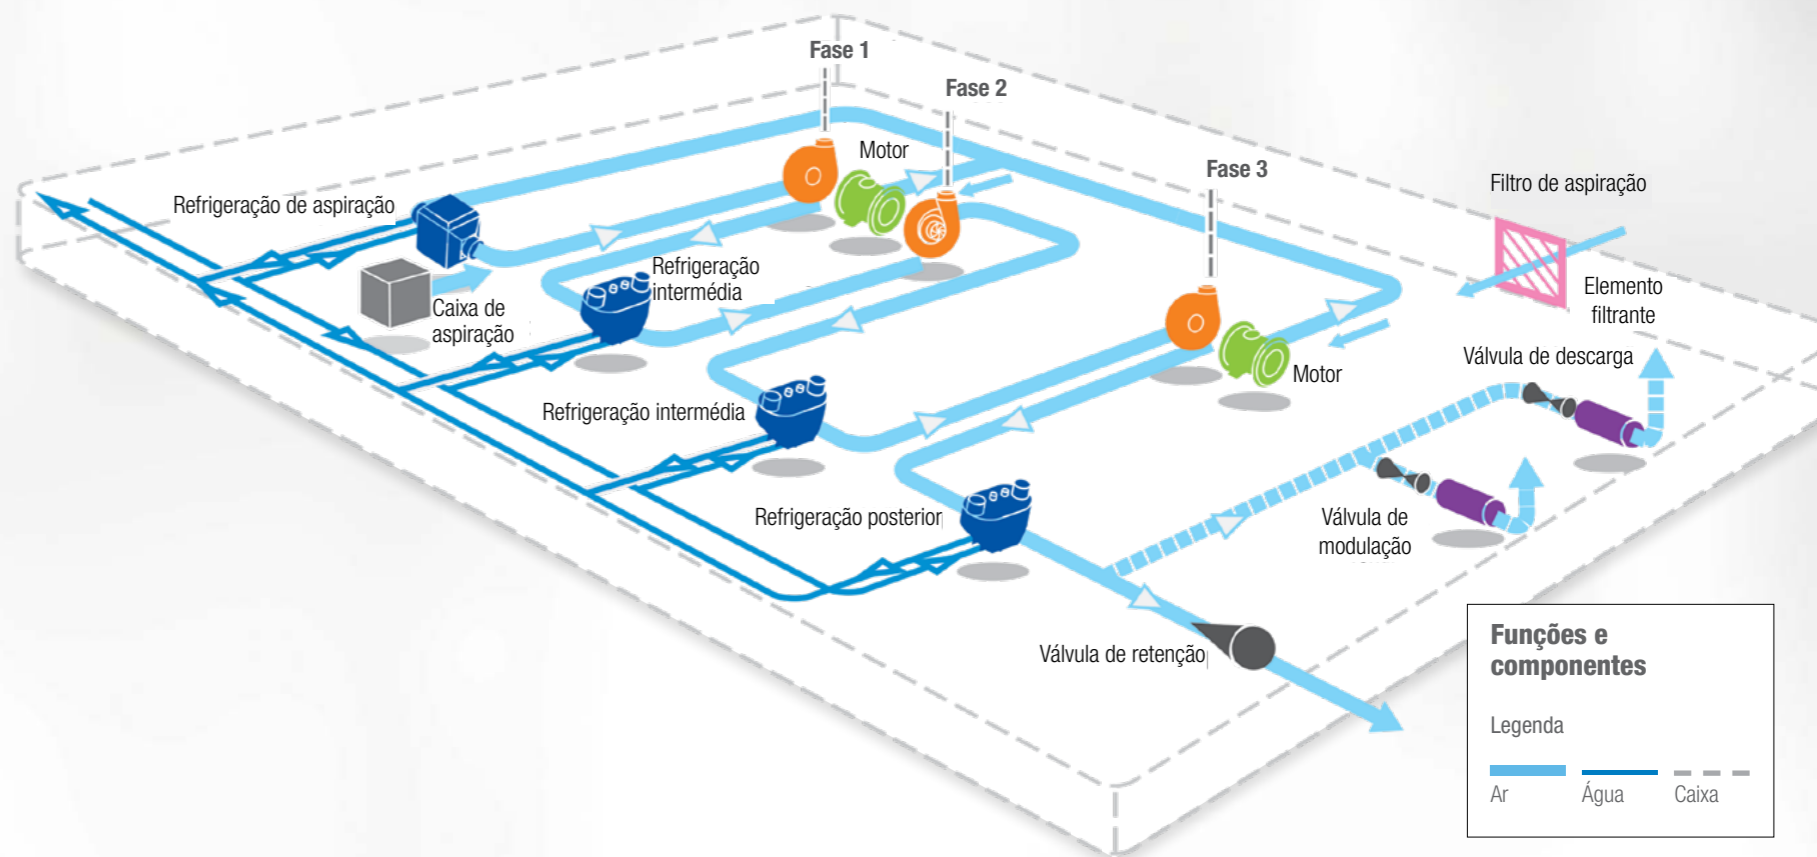 Fase 1
Fase 2
Motor
Fase 3
Filtro de aspiração
Refrigeração de aspiração
Refrigeração
intermédia
Elemento
filtrante
Caixa de
aspiração
Válvula de descarga
Motor
Refrigeração intermédia
Refrigeração posterior
Válvula de
modulação
Válvula de retenção
Funções e
componentes
Legenda
Ar
Água
Caixa